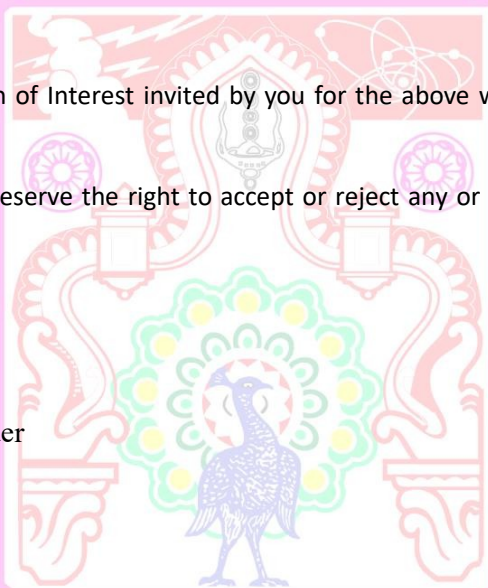 n of Interest invited by you for the above w
eserve the right to accept or reject any or
er